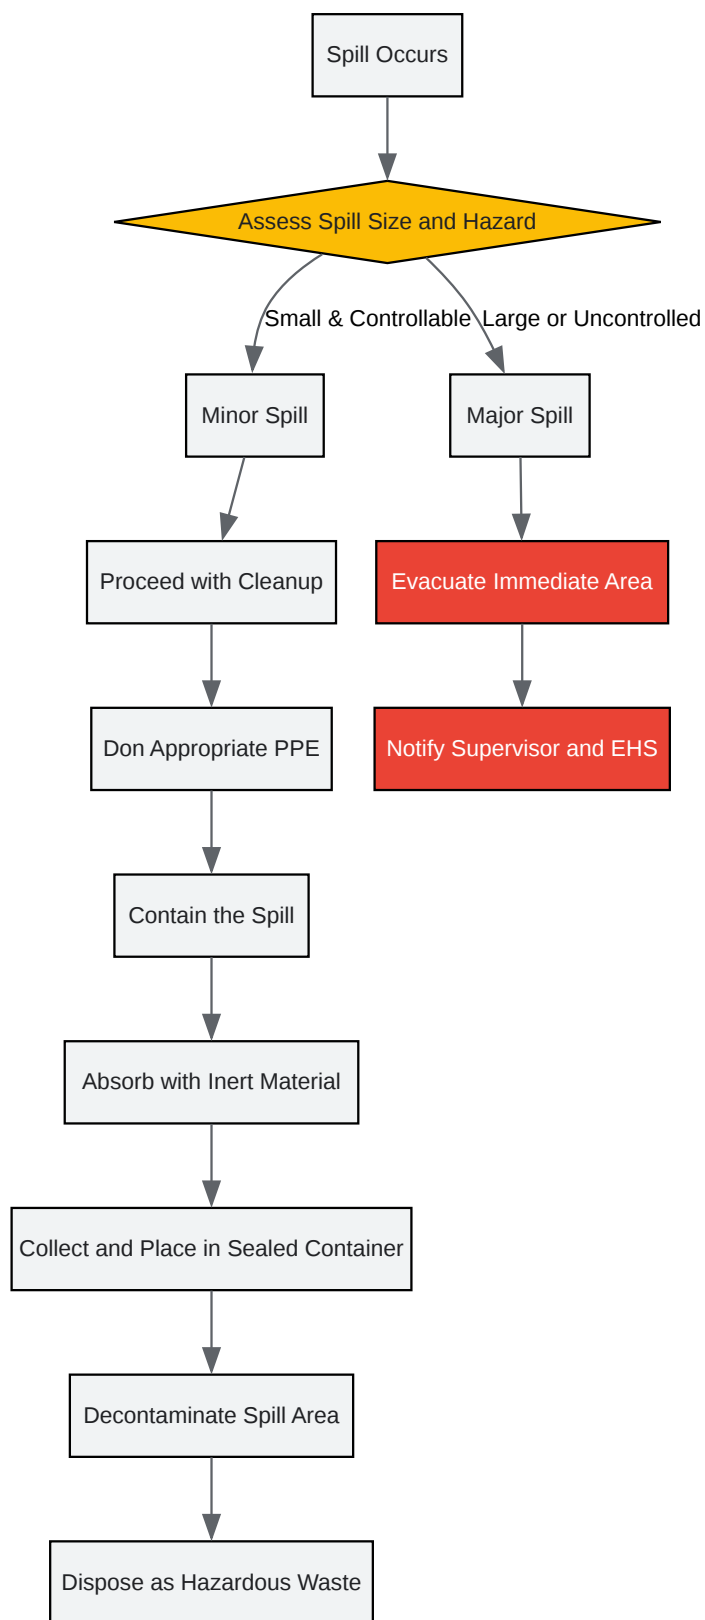 Spill Occurs
Assess Spill Size and Hazard
Small & Controllable
Large or Uncontrolled
Minor Spill
Major Spill
Proceed with Cleanup
Evacuate Immediate Area
Don Appropriate PPE
Notify Supervisor and EHS
Contain the Spill
Absorb with Inert Material
Collect and Place in Sealed Container
Decontaminate Spill Area
Dispose as Hazardous Waste